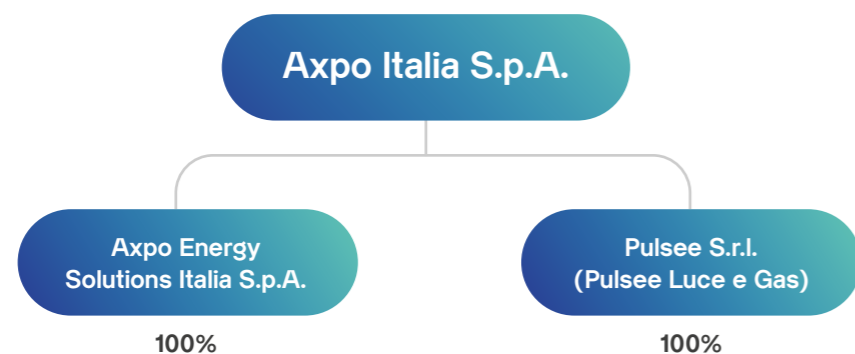 Axpo Italia S.p.A.
Axpo Energy
Solutions Italia S.p.A.
100%
Pulsee S.r.l.
(Pulsee Luce e Gas)
100%